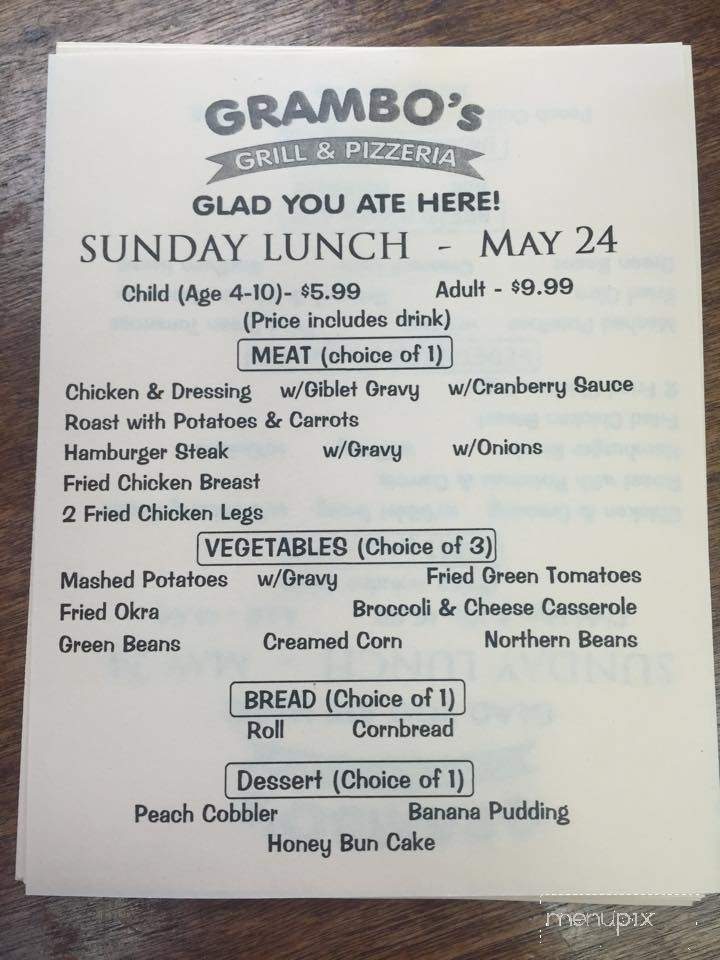 GRAMBO's
GRILL & PIZZERIA
GLAD YOU ATE HERE!
SUNDAY LUNCH - MAY 24
Child (Age 4-10)- $5.99 Adult - $9.99
(Price includes drink)
MEAT (choice of 1)
Chicken & Dressing w/Giblet Gravy w/Cranberry Sauce
Roast with Potatoes & Carrots
Hamburger Steak w/Gravy w/Onions
Fried Chicken Breast
2 Fried Chicken Legs
VEGETABLES (Choice of 3)
Mashed Potatoes w/Gravy Fried Green Tomatoes
Fried Okra Broccoli & Cheese Casserole
Green Beans Creamed Corn Northern Beans
BREAD (Choice of 1)
Roll Cornbread
Dessert (Choice of 1)
Peach Cobbler Banana Pudding
Honey Bun Cake
menupix